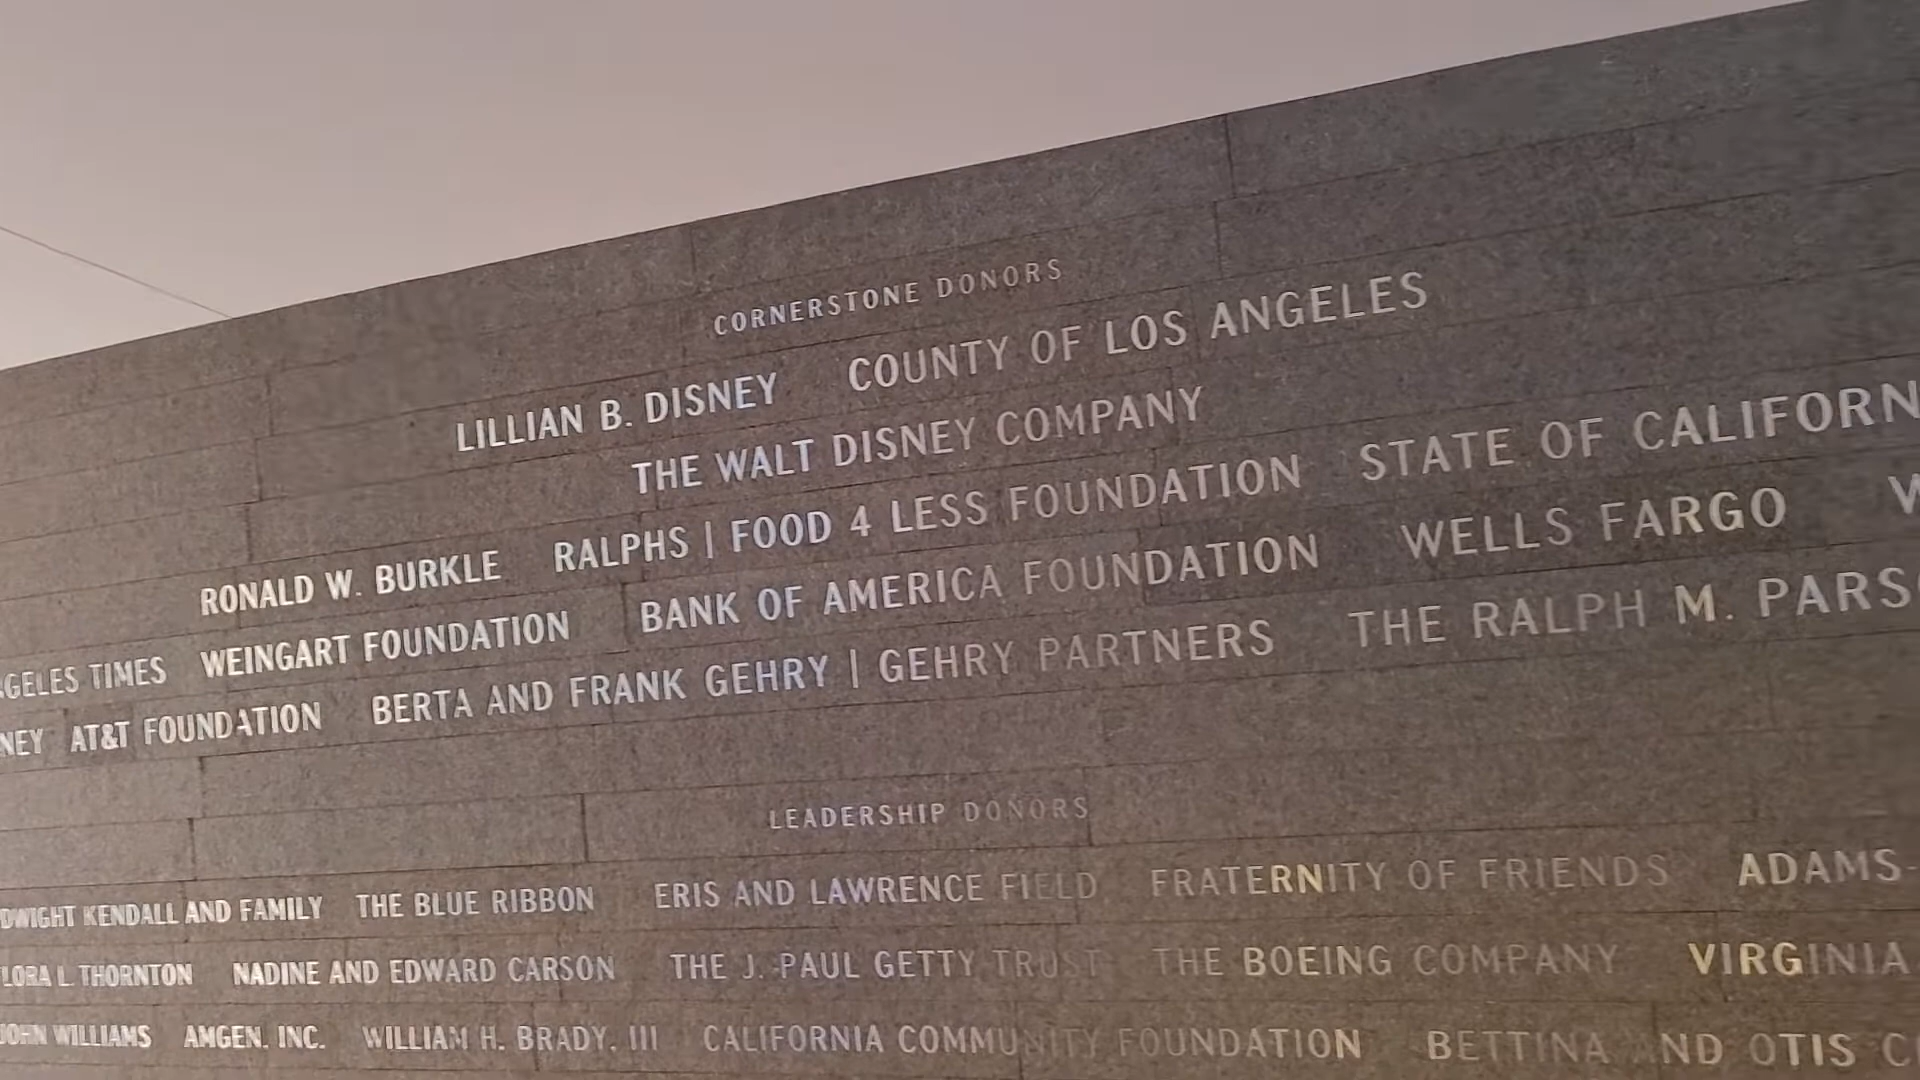 CORNERSTONE DONORS
LILLIAN B. DISNEY COUNTY OF LOS ANGELES
THE WALT DISNEY COMPANY
RONALD W. BURKLE RALPHS | FOOD 4 LESS FOUNDATION STATE OF CALIFORN
GELES TIMES WEINGART FOUNDATION BANK OF AMERICA FOUNDATION WELLS FARGO W
NEY AT&T FOUNDATION BERTA AND FRANK GEHRY | GEHRY PARTNERS THE RALPH M. PARS
LEADERSHIP DONORS
DWIGHT KENDALL AND FAMILY THE BLUE RIBBON ERIS AND LAWRENCE FIELD FRATERNITY OF FRIENDS ADAMS-
LORA L. THORNTON NADINE AND EDWARD CARSON THE J. PAUL GETTY TRUST THE BOEING COMPANY VIRGINIA
JOHN WILLIAMS AMGEN, INC. WILLIAM H. BRADY, III CALIFORNIA COMMUNITY FOUNDATION BETTINA AND OTIS C